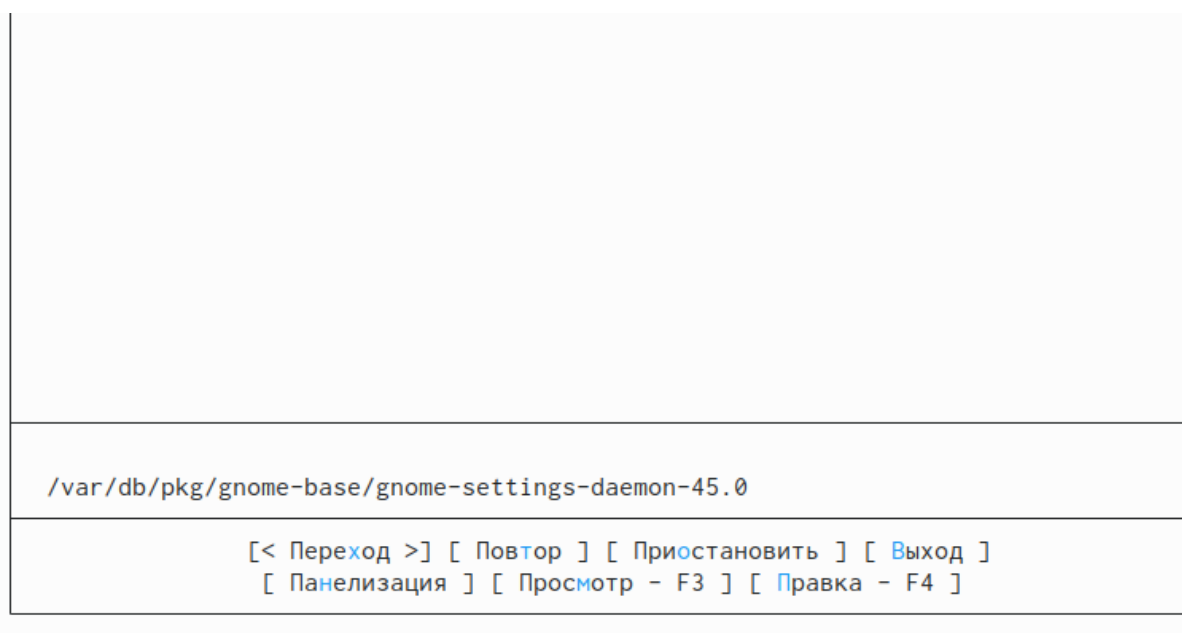 /var/db/pkg/gnome-base/gnome-settings-daemon-45.0
[< Переход >] [ Повтор ] [ Приостановить ] [ Выход ]
[ Панелизация ] [ Просмотр - F3 ] [ Правка - F4 ]